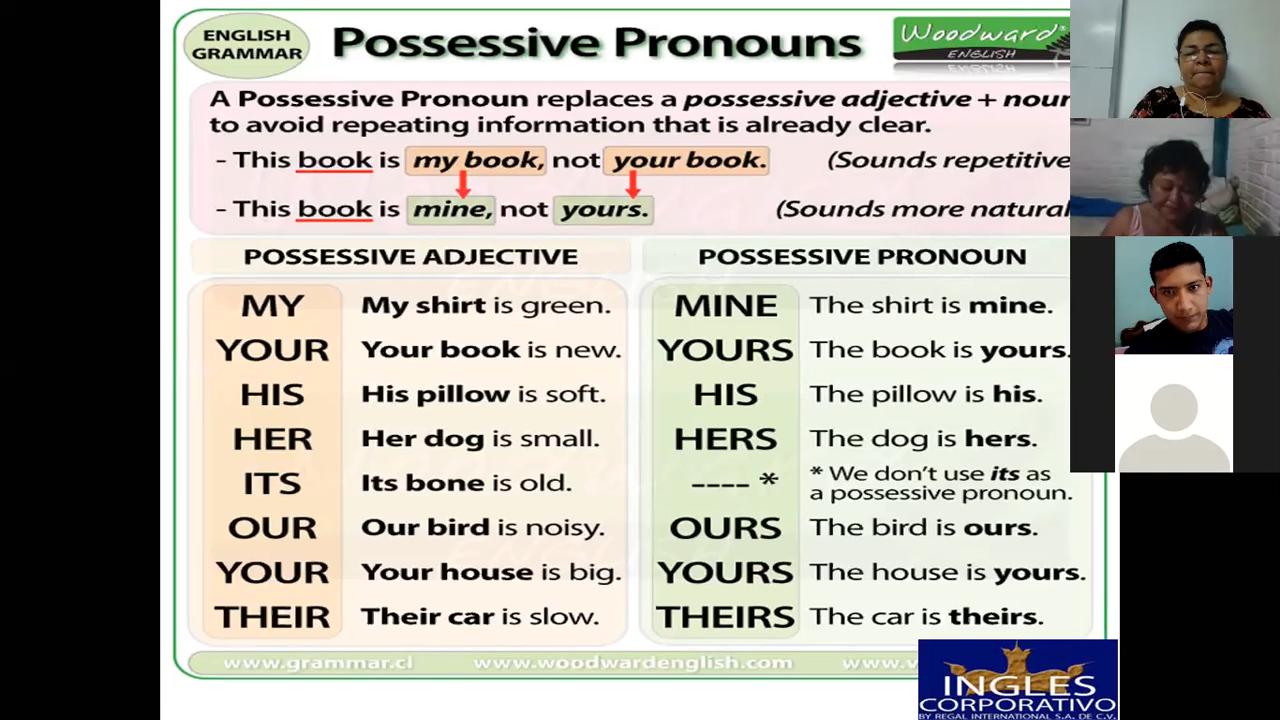 ENGLISH
GRAMMAR
Possessive Pronouns
Woodward
ENGLISH
A Possessive Pronoun replaces a possessive adjective + noun
to avoid repeating information that is already clear.
- This book is my book, not your book. (Sounds repetitive
- This book is mine, not yours. (Sounds more natural
POSSESSIVE ADJECTIVE
POSSESSIVE PRONOUN
MY My shirt is green. MINE The shirt is mine.
YOUR Your book is new. YOURS The book is yours.
HIS His pillow is soft. HIS The pillow is his.
HER Her dog is small. HERS The dog is hers.
ITS Its bone is old. ---- * * We don't use its as
a possessive pronoun.
OUR Our bird is noisy. OURS The bird is ours.
YOUR Your house is big. YOURS The house is yours.
THEIR Their car is slow. THEIRS The car is theirs.
www.grammar.cl www.woodwardenglish.com
INGLES
CORPORATIVO
BY REGAL INTERNATIONAL S.A. DE C.V.